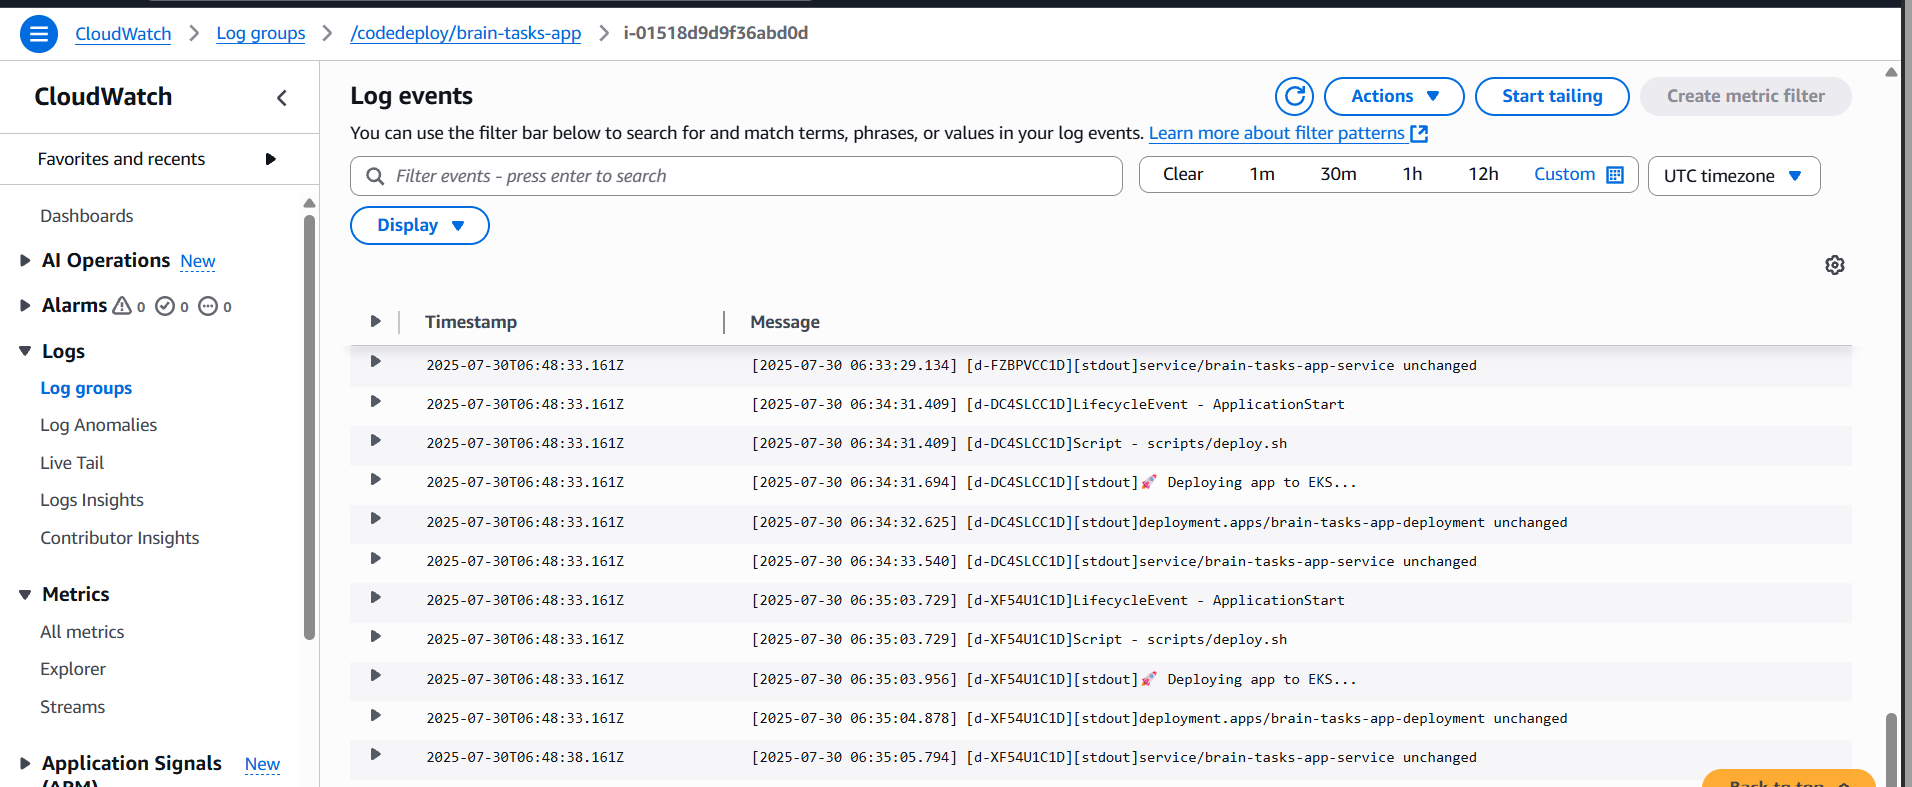 CloudWatch > Log groups > /codedeploy/brain-tasks-app > i-01518d9d9f36abd0d
CloudWatch
Favorites and recents
Dashboards
AI Operations New
Alarms 0 0 0
Logs
Log groups
Log Anomalies
Live Tail
Logs Insights
Contributor Insights
Metrics
All metrics
Explorer
Streams
Application Signals New
(APM)
Log events
Actions
Start tailing
Create metric filter
You can use the filter bar below to search for and match terms, phrases, or values in your log events. Learn more about filter patterns
Filter events - press enter to search
Clear 1m 30m 1h 12h Custom UTC timezone
Display
Timestamp Message
2025-07-30T06:48:33.161Z [2025-07-30 06:33:29.134] [d-FZBPVCC1D][stdout]service/brain-tasks-app-service unchanged
2025-07-30T06:48:33.161Z [2025-07-30 06:34:31.409] [d-DC4SLCC1D]LifecycleEvent - ApplicationStart
2025-07-30T06:48:33.161Z [2025-07-30 06:34:31.409] [d-DC4SLCC1D]Script - scripts/deploy.sh
2025-07-30T06:48:33.161Z [2025-07-30 06:34:31.694] [d-DC4SLCC1D][stdout]🚀 Deploying app to EKS...
2025-07-30T06:48:33.161Z [2025-07-30 06:34:32.625] [d-DC4SLCC1D][stdout]deployment.apps/brain-tasks-app-deployment unchanged
2025-07-30T06:48:33.161Z [2025-07-30 06:34:33.540] [d-DC4SLCC1D][stdout]service/brain-tasks-app-service unchanged
2025-07-30T06:48:33.161Z [2025-07-30 06:35:03.729] [d-XF54U1C1D]LifecycleEvent - ApplicationStart
2025-07-30T06:48:33.161Z [2025-07-30 06:35:03.729] [d-XF54U1C1D]Script - scripts/deploy.sh
2025-07-30T06:48:33.161Z [2025-07-30 06:35:03.956] [d-XF54U1C1D][stdout]🚀 Deploying app to EKS...
2025-07-30T06:48:33.161Z [2025-07-30 06:35:04.878] [d-XF54U1C1D][stdout]deployment.apps/brain-tasks-app-deployment unchanged
2025-07-30T06:48:38.161Z [2025-07-30 06:35:05.794] [d-XF54U1C1D][stdout]service/brain-tasks-app-service unchanged
Back to top